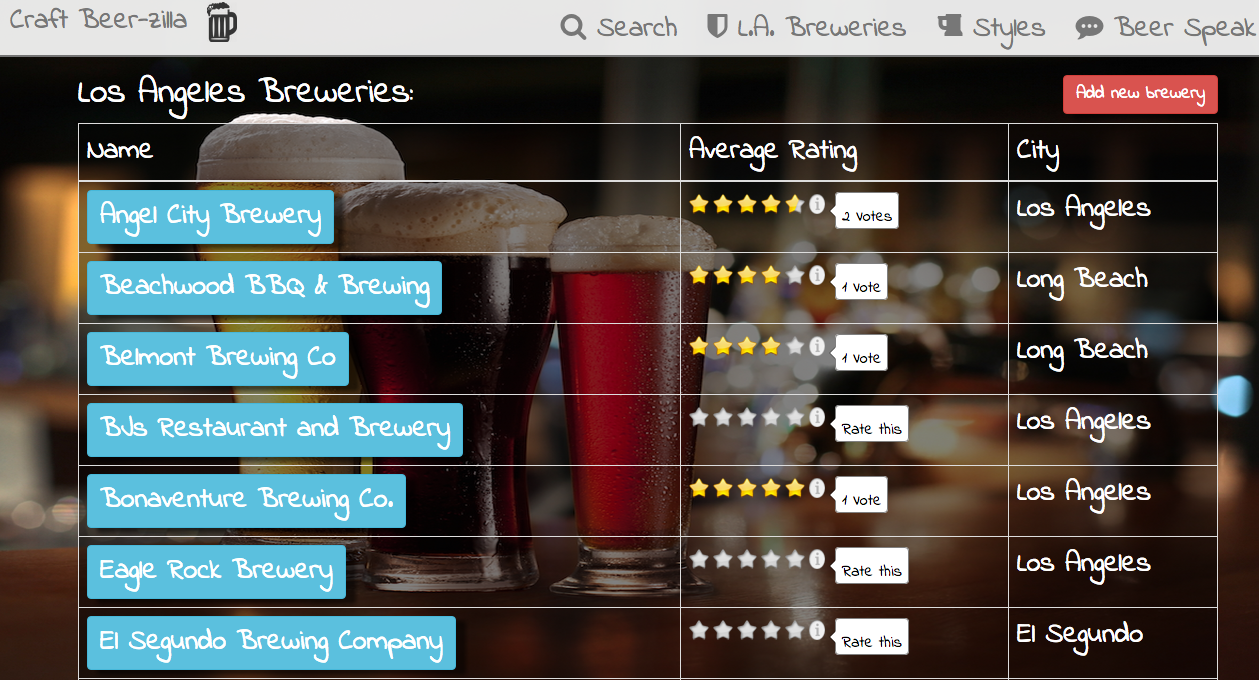 Craft Beer-zilla Search L.A. Breweries Styles Beer Speak
Los Angeles Breweries: Add new brewery
Name Average Rating City
Angel City Brewery 2 Votes Los Angeles
Beachwood BBQ & Brewing 1 Vote Long Beach
Belmont Brewing Co 1 Vote Long Beach
BJs Restaurant and Brewery Rate this Los Angeles
Bonaventure Brewing Co. 1 Vote Los Angeles
Eagle Rock Brewery Rate this Los Angeles
El Segundo Brewing Company Rate this El Segundo